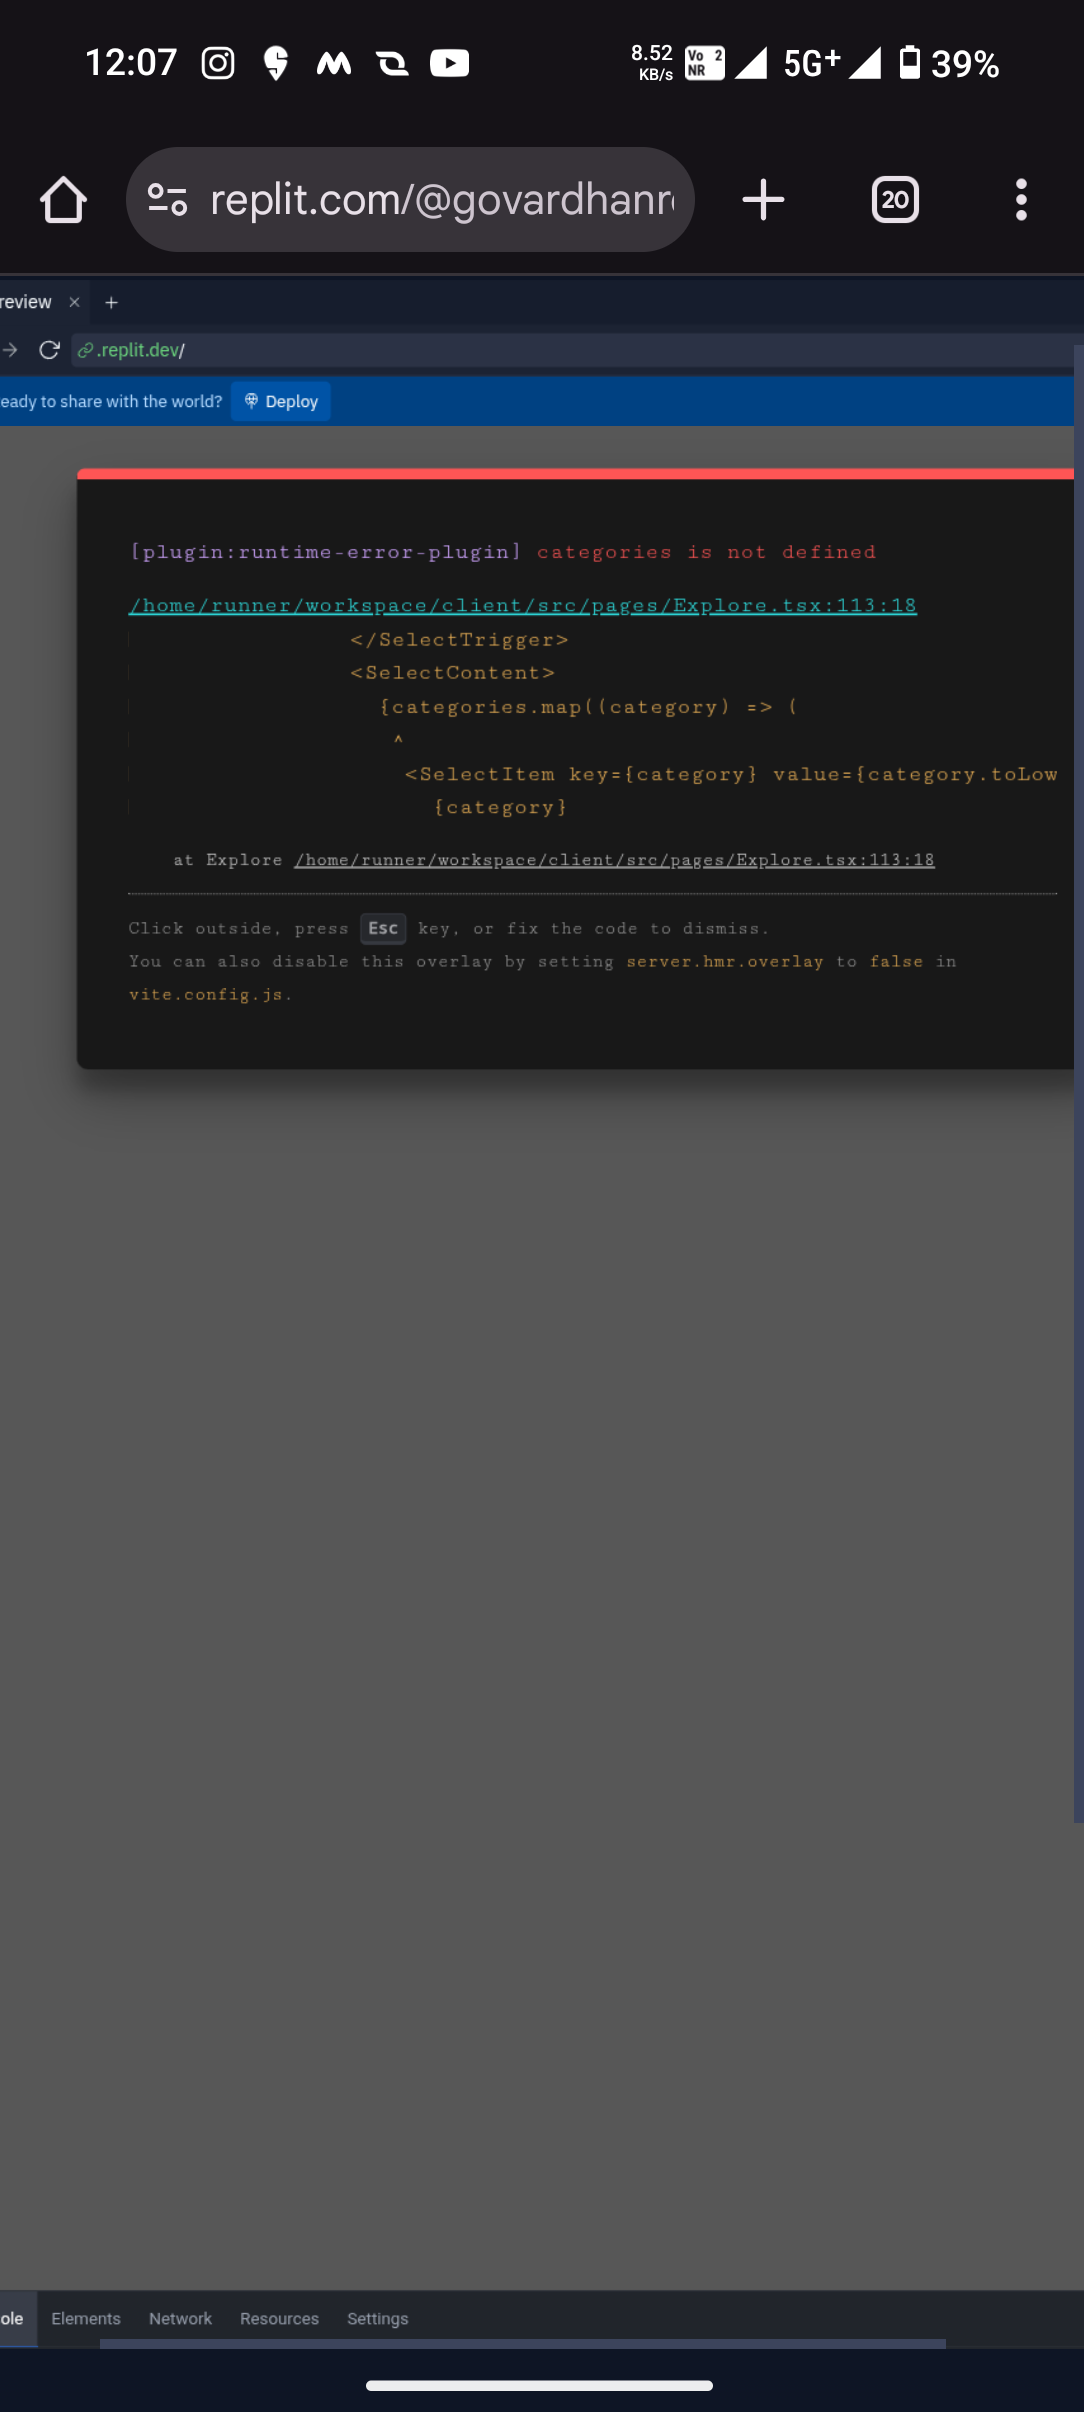 12:07
8.52 KB/s
Vo 2 NR
5G+
39%
replit.com/@govardhanr
20
review × +
.replit.dev/
eady to share with the world?
Deploy
[plugin:runtime-error-plugin] categories is not defined
/home/runner/workspace/client/src/pages/Explore.tsx:113:18
</SelectTrigger>
<SelectContent>
{categories.map((category) => (
^
<SelectItem key={category} value={category.toLow
{category}
at Explore /home/runner/workspace/client/src/pages/Explore.tsx:113:18
Click outside, press Esc key, or fix the code to dismiss.
You can also disable this overlay by setting server.hmr.overlay to false in
vite.config.js.
ole Elements Network Resources Settings